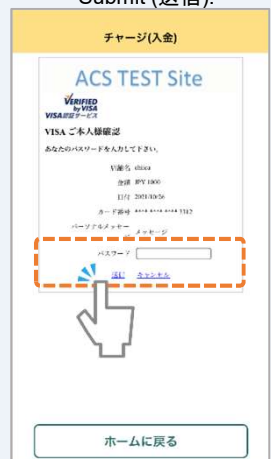 Submit (送信).
チャージ(入金)
ACS TEST Site
VERIFIED
by VISA
VISA認証サービス
VISA ご本人様確認
あなたのパスワードを入力して下さい。
店舗名 chiica
金額 JPY 1000
日付 2021/10/26
カード番号 **** **** **** 3382
パーソナルメッセージ メッセージ
パスワード
送信 キャンセル
ホームに戻る